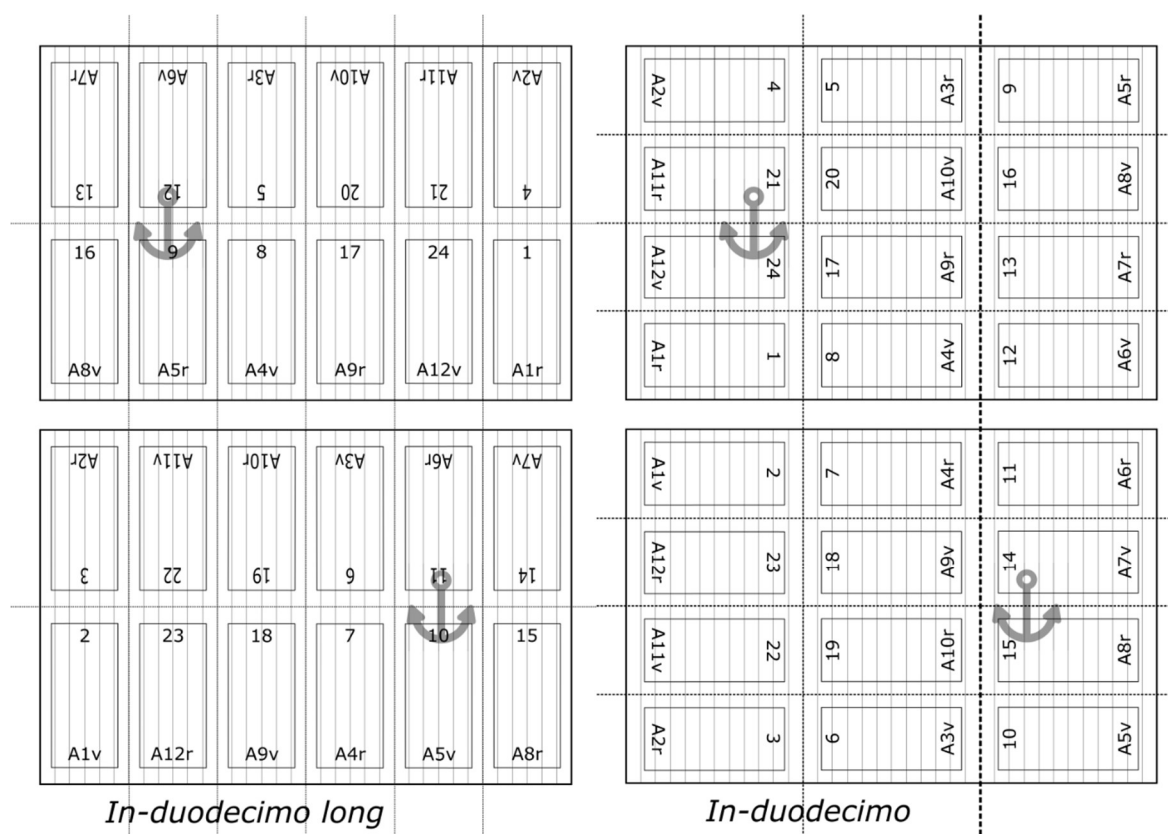 A7r A6v A3r A10v A11r A2v
13 12 5 20 21 4
16 9 8 17 24 1
A8v A5r A4v A9r A12v A1r
A2r A11v A10r A3v A6r A7v
3 22 19 6 11 14
2 23 18 7 10 15
A1v A12r A9v A4r A5v A8r
In-duodecimo long
A2v 4 5 A3r 9 A5r
A11r 21 20 A10v 16 A8v
A12v 24 17 A9r 13 A7r
A1r 1 8 A4v 12 A6v
A1v 2 7 A4r 11 A6r
A12r 23 18 A9v 14 A7v
A11v 22 19 A10r 15 A8r
A2r 3 6 A3v 10 A5v
In-duodecimo